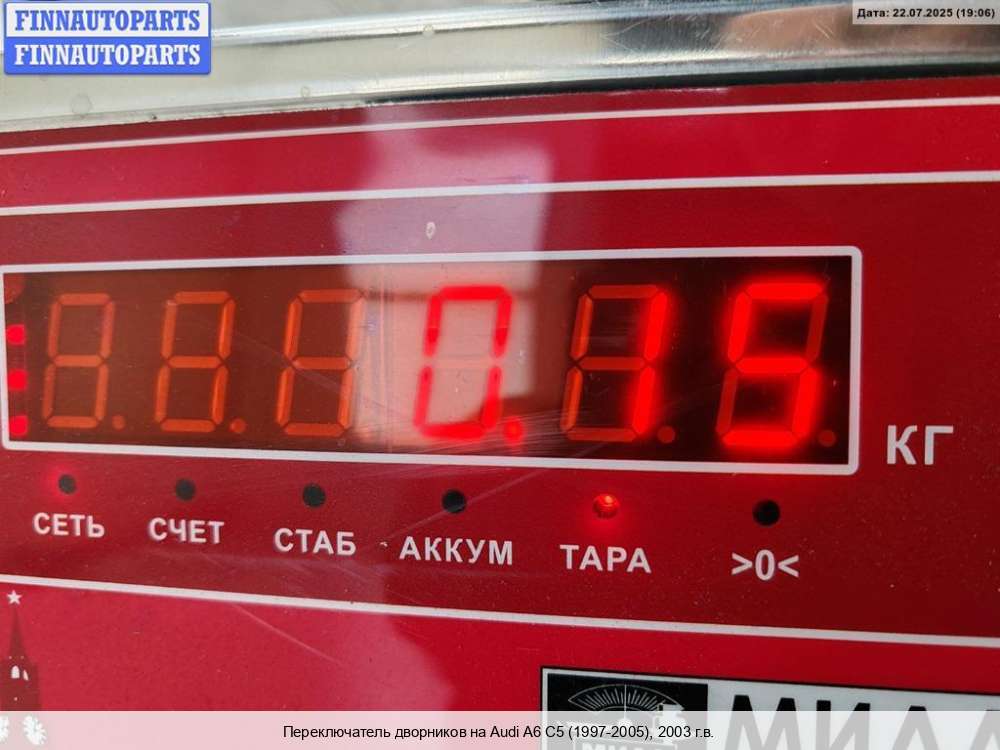 FINNAUTOPARTS
FINNAUTOPARTS
Дата: 22.07.2025 (19:06)
0.15
КГ
СЕТЬ СЧЕТ СТАБ АККУМ ТАРА >0<
Переключатель дворников на Audi A6 C5 (1997-2005), 2003 г.в.